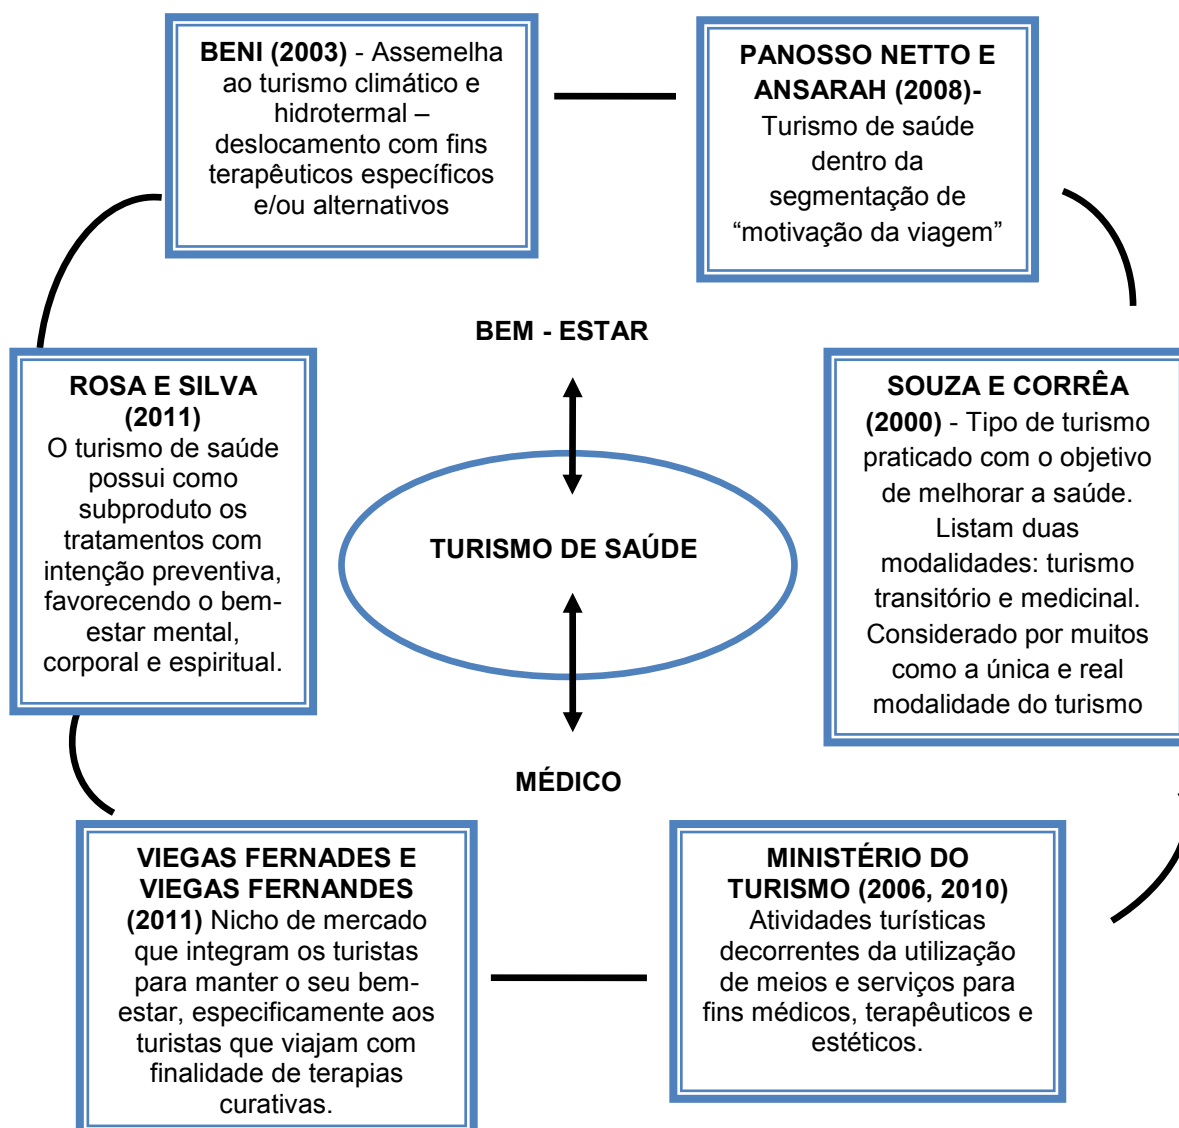 BENI (2003) - Assemelha
ao turismo climático e
hidrotermal –
deslocamento com fins
terapêuticos específicos
e/ou alternativos
PANOSSO NETTO E
ANSARAH (2008)-
Turismo de saúde
dentro da
segmentação de
“motivação da viagem”
BEM - ESTAR
ROSA E SILVA
(2011)
O turismo de saúde
possui como
subproduto os
tratamentos com
intenção preventiva,
favorecendo o bem-
estar mental,
corporal e espiritual.
TURISMO DE SAÚDE
SOUZA E CORRÊA
(2000) - Tipo de turismo
praticado com o objetivo
de melhorar a saúde.
Listam duas
modalidades: turismo
transitório e medicinal.
Considerado por muitos
como a única e real
modalidade do turismo
MÉDICO
VIEGAS FERNADES E
VIEGAS FERNANDES
(2011) Nicho de mercado
que integram os turistas
para manter o seu bem-
estar, especificamente aos
turistas que viajam com
finalidade de terapias
curativas.
MINISTÉRIO DO
TURISMO (2006, 2010)
Atividades turísticas
decorrentes da utilização
de meios e serviços para
fins médicos, terapêuticos e
estéticos.